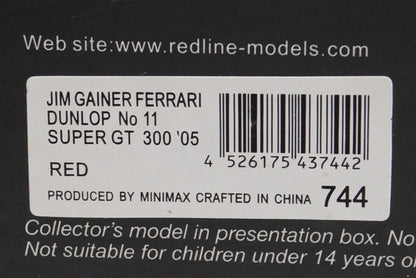 Web site:www.redline-models.com
JIM GAINER FERRARI
DUNLOP No 11
SUPER GT 300 '05
4 526175 437442
RED
PRODUCED BY MINIMAX CRAFTED IN CHINA 744
Collector's model in presentation box. No
Not suitable for children under 14 years